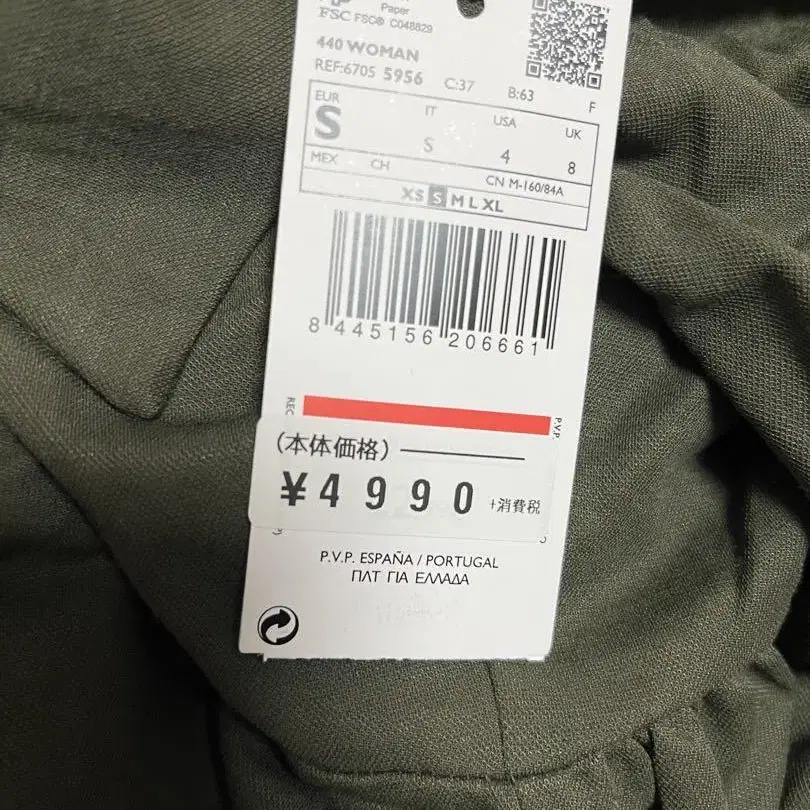 Paper
FSC FSC® C048829
440 WOMAN
REF:6705 5956 C:37 B:63 F
EUR IT USA UK
S S 4 8
MEX CH CN M-160/84A
XS S M L XL
8 445156 206661
REC P.V.P.
(本体価格)
¥4990 +消費税
P.V.P. ESPAÑA / PORTUGAL
ΠΛΤ ΓΙΑ ΕΛΛΑΔΑ